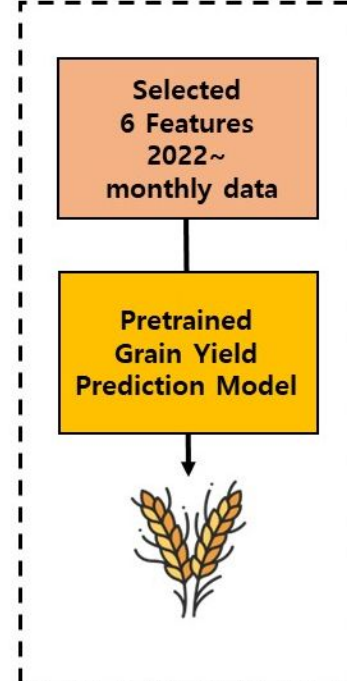 Selected
6 Features
2022~
monthly data
Pretrained
Grain Yield
Prediction Model